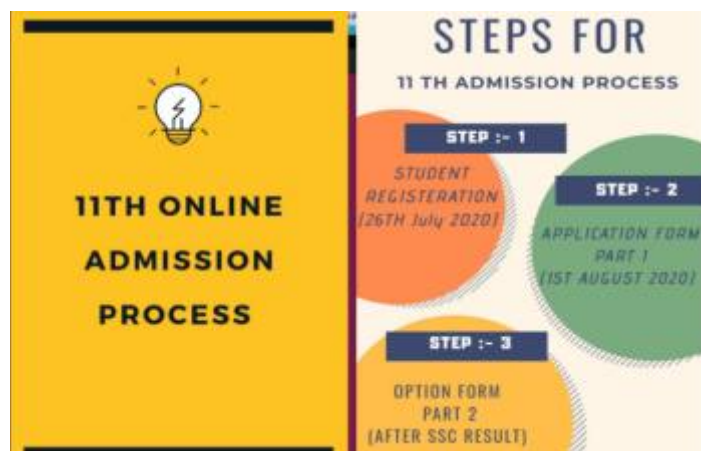 11TH ONLINE
ADMISSION
PROCESS
STEPS FOR
11 TH ADMISSION PROCESS
STEP :- 1
STUDENT
REGISTERATION
(26TH July 2020)
STEP :- 2
APPLICATION FORM
PART 1
(1ST AUGUST 2020)
STEP :- 3
OPTION FORM
PART 2
(AFTER SSC RESULT)